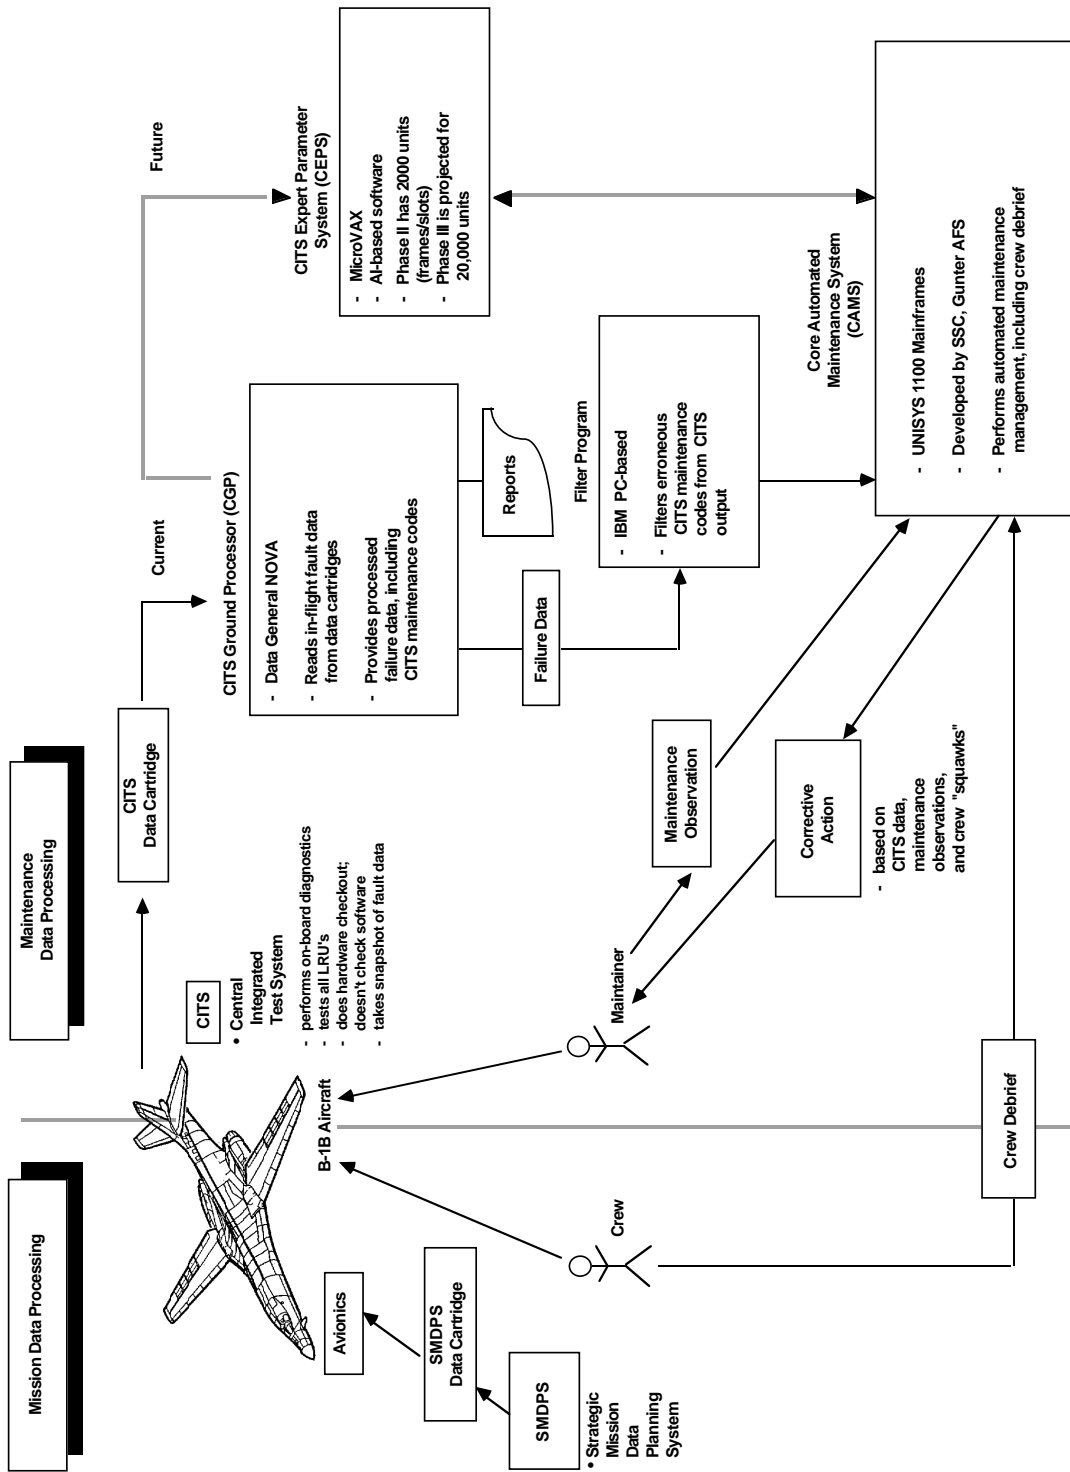 Mission Data Processing
Maintenance
Data Processing
SMDPS
• Strategic
Mission
Data
Planning
System
SMDPS
Data Cartridge
Avionics
B-1B Aircraft
CITS
• Central
Integrated
Test System
- performs on-board diagnostics
- tests all LRU's
- does hardware checkout;
doesn't check software
- takes snapshot of fault data
CITS
Data Cartridge
Current
Future
CITS Ground Processor (CGP)
- Data General NOVA
- Reads in-flight fault data
from data cartridges
- Provides processed
failure data, including
CITS maintenance codes
CITS Expert Parameter
System (CEPS)
- MicroVAX
- AI-based software
- Phase II has 2000 units
(frames/slots)
- Phase III is projected for
20,000 units
Reports
Failure Data
Filter Program
- IBM PC-based
- Filters erroneous
CITS maintenance
codes from CITS
output
Crew
Maintainer
Maintenance
Observation
Corrective
Action
- based on
CITS data,
maintenance
observations,
and crew "squawks"
Core Automated
Maintenance System
(CAMS)
- UNISYS 1100 Mainframes
- Developed by SSC, Gunter AFS
- Performs automated maintenance
management, including crew debrief
Crew Debrief